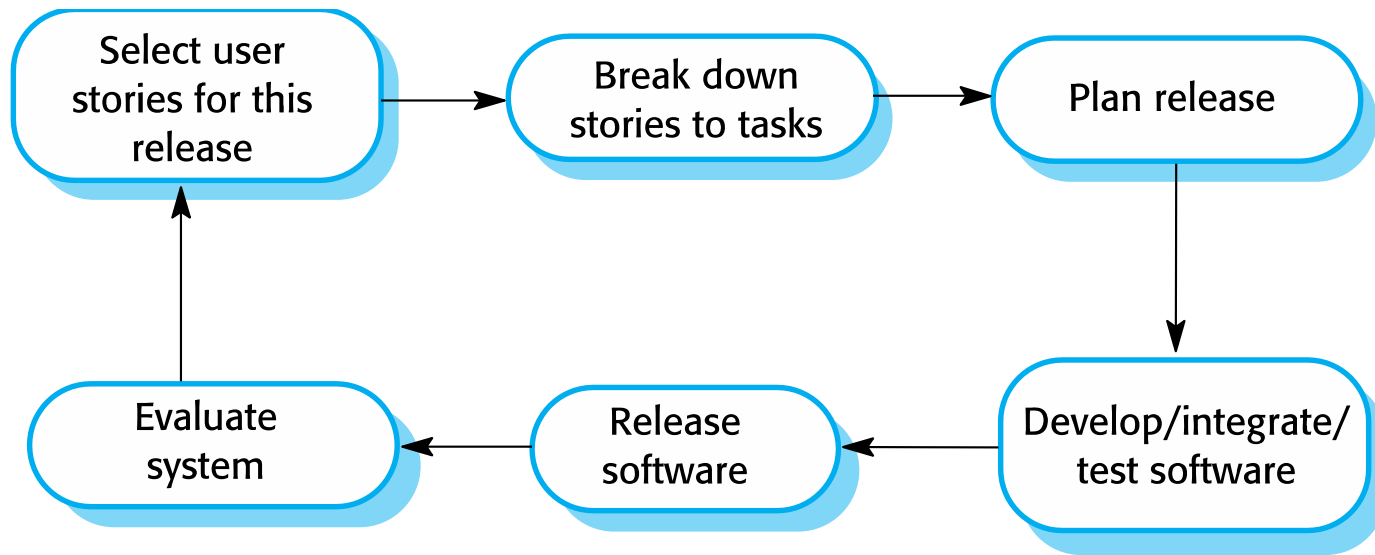 Select user
stories for this
release
Break down
stories to tasks
Plan release
Develop/integrate/
test software
Release
software
Evaluate
system